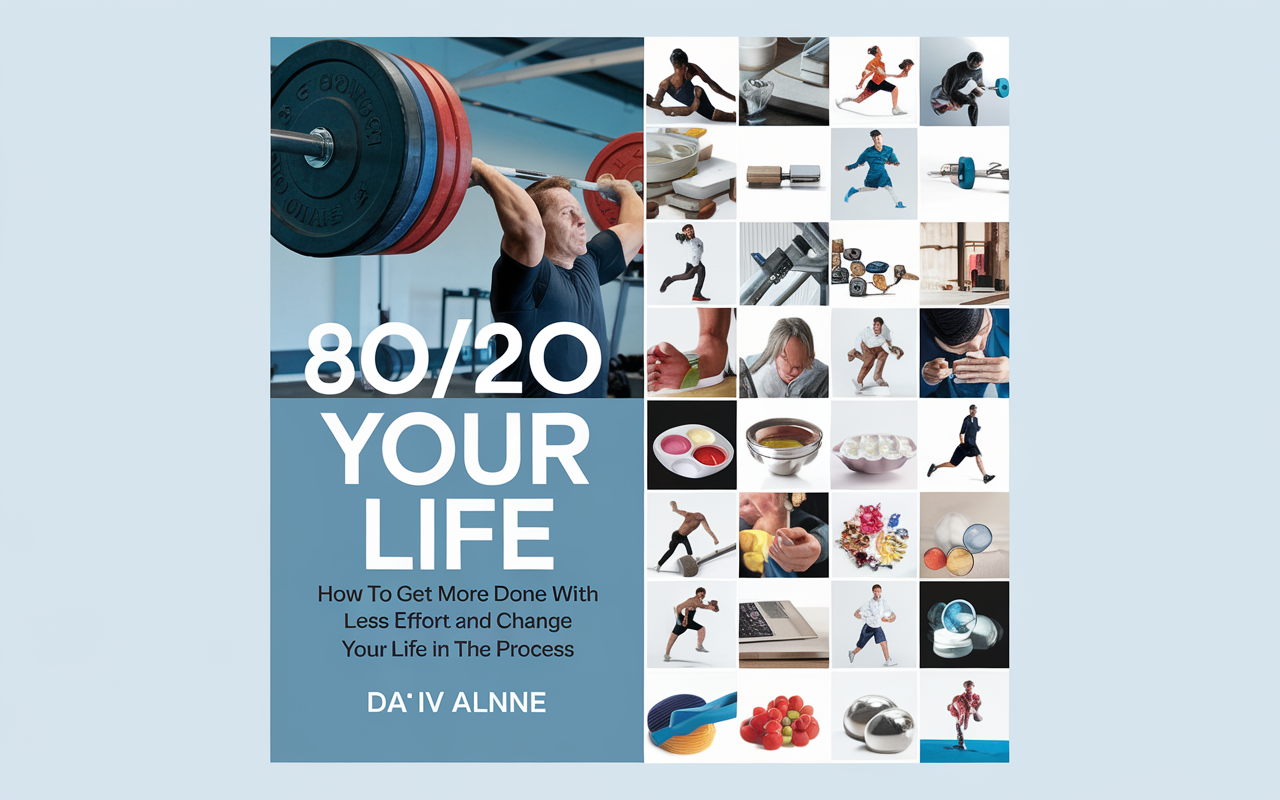 80/20
YOUR
LIFE
How To Get More Done With
Less Effort and Change
Your Life in The Process
DA·IV ALNNE